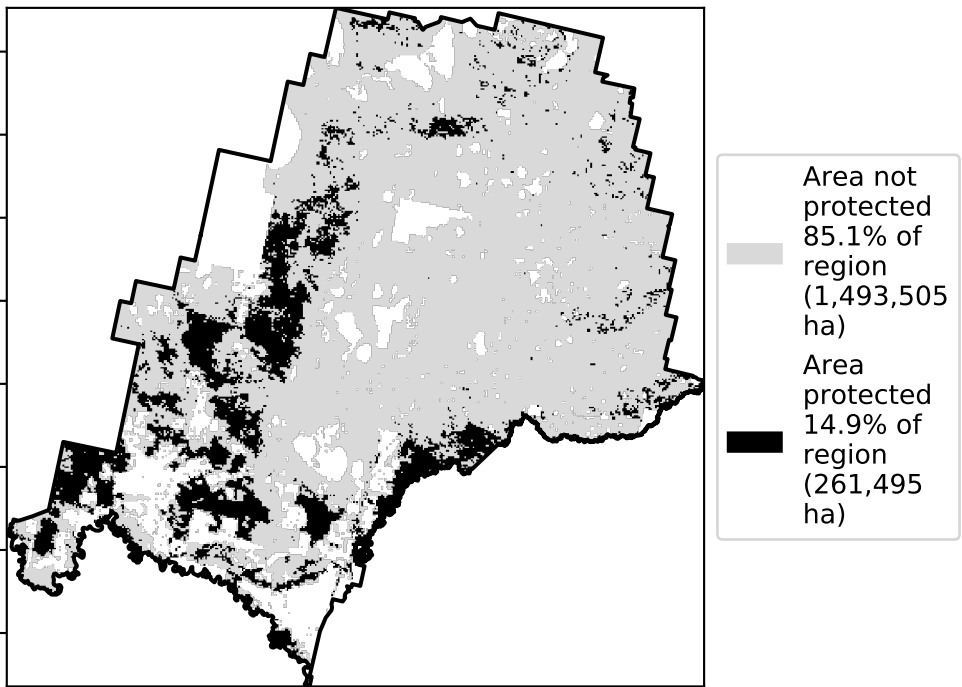 Area not
protected
85.1% of
region
(1,493,505
ha)
Area
protected
14.9% of
region
(261,495
ha)